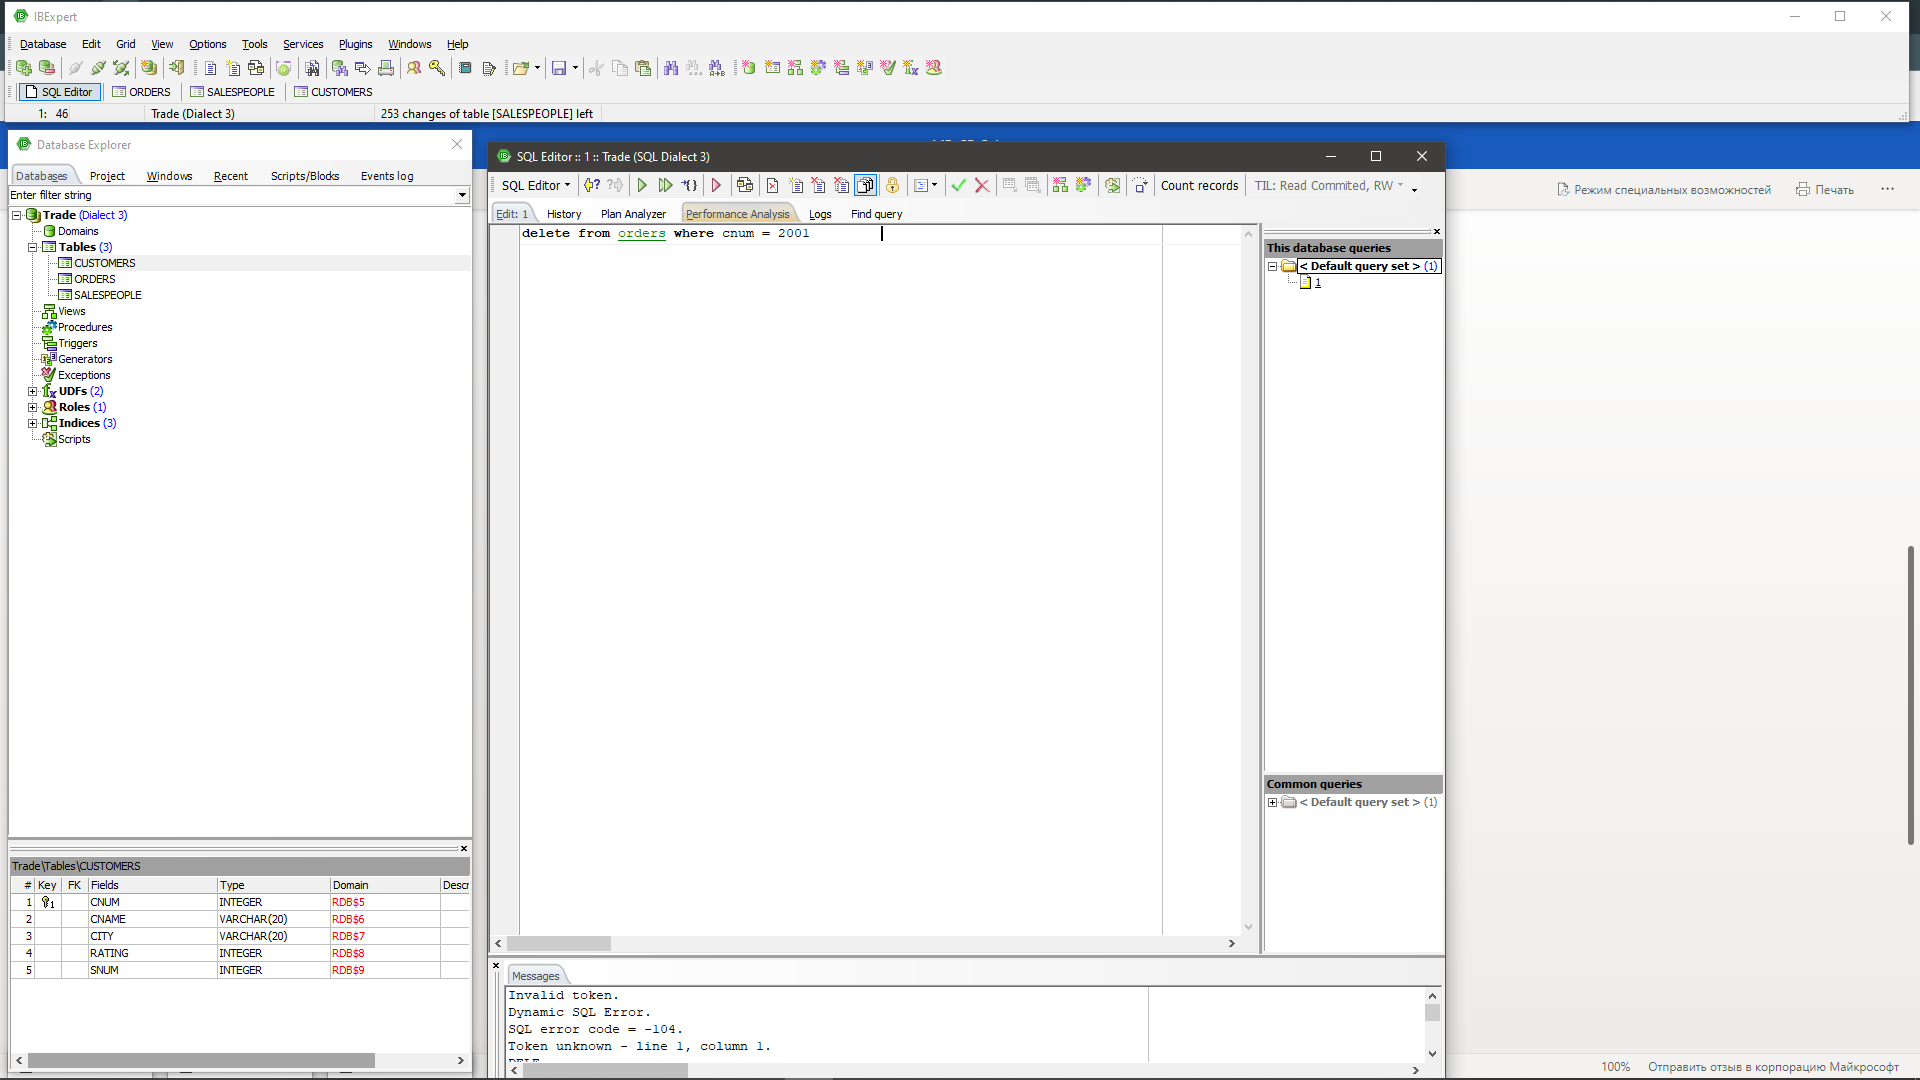 IBExpert
Database Edit Grid View Options Tools Services Plugins Windows Help
SQL Editor ORDERS SALESPEOPLE CUSTOMERS
1: 46 Trade (Dialect 3) 253 changes of table [SALESPEOPLE] left
Database Explorer
Databases Project Windows Recent Scripts/Blocks Events log
Enter filter string
Trade (Dialect 3)
Domains
Tables (3)
CUSTOMERS
ORDERS
SALESPEOPLE
Views
Procedures
Triggers
Generators
Exceptions
UDFs (2)
Roles (1)
Indices (3)
Scripts
Trade\Tables\CUSTOMERS
# Key FK Fields Type Domain Descr
1 1 CNUM INTEGER RDB$5
2 CNAME VARCHAR(20) RDB$6
3 CITY VARCHAR(20) RDB$7
4 RATING INTEGER RDB$8
5 SNUM INTEGER RDB$9
SQL Editor :: 1 :: Trade (SQL Dialect 3)
SQL Editor Count records TIL: Read Commited, RW
Edit: 1 History Plan Analyzer Performance Analysis Logs Find query
delete from orders where cnum = 2001
This database queries
< Default query set > (1)
1
Common queries
< Default query set > (1)
Messages
Invalid token.
Dynamic SQL Error.
SQL error code = -104.
Token unknown - line 1, column 1.
Режим специальных возможностей Печать ...
100% Отправить отзыв в корпорацию Майкрософт